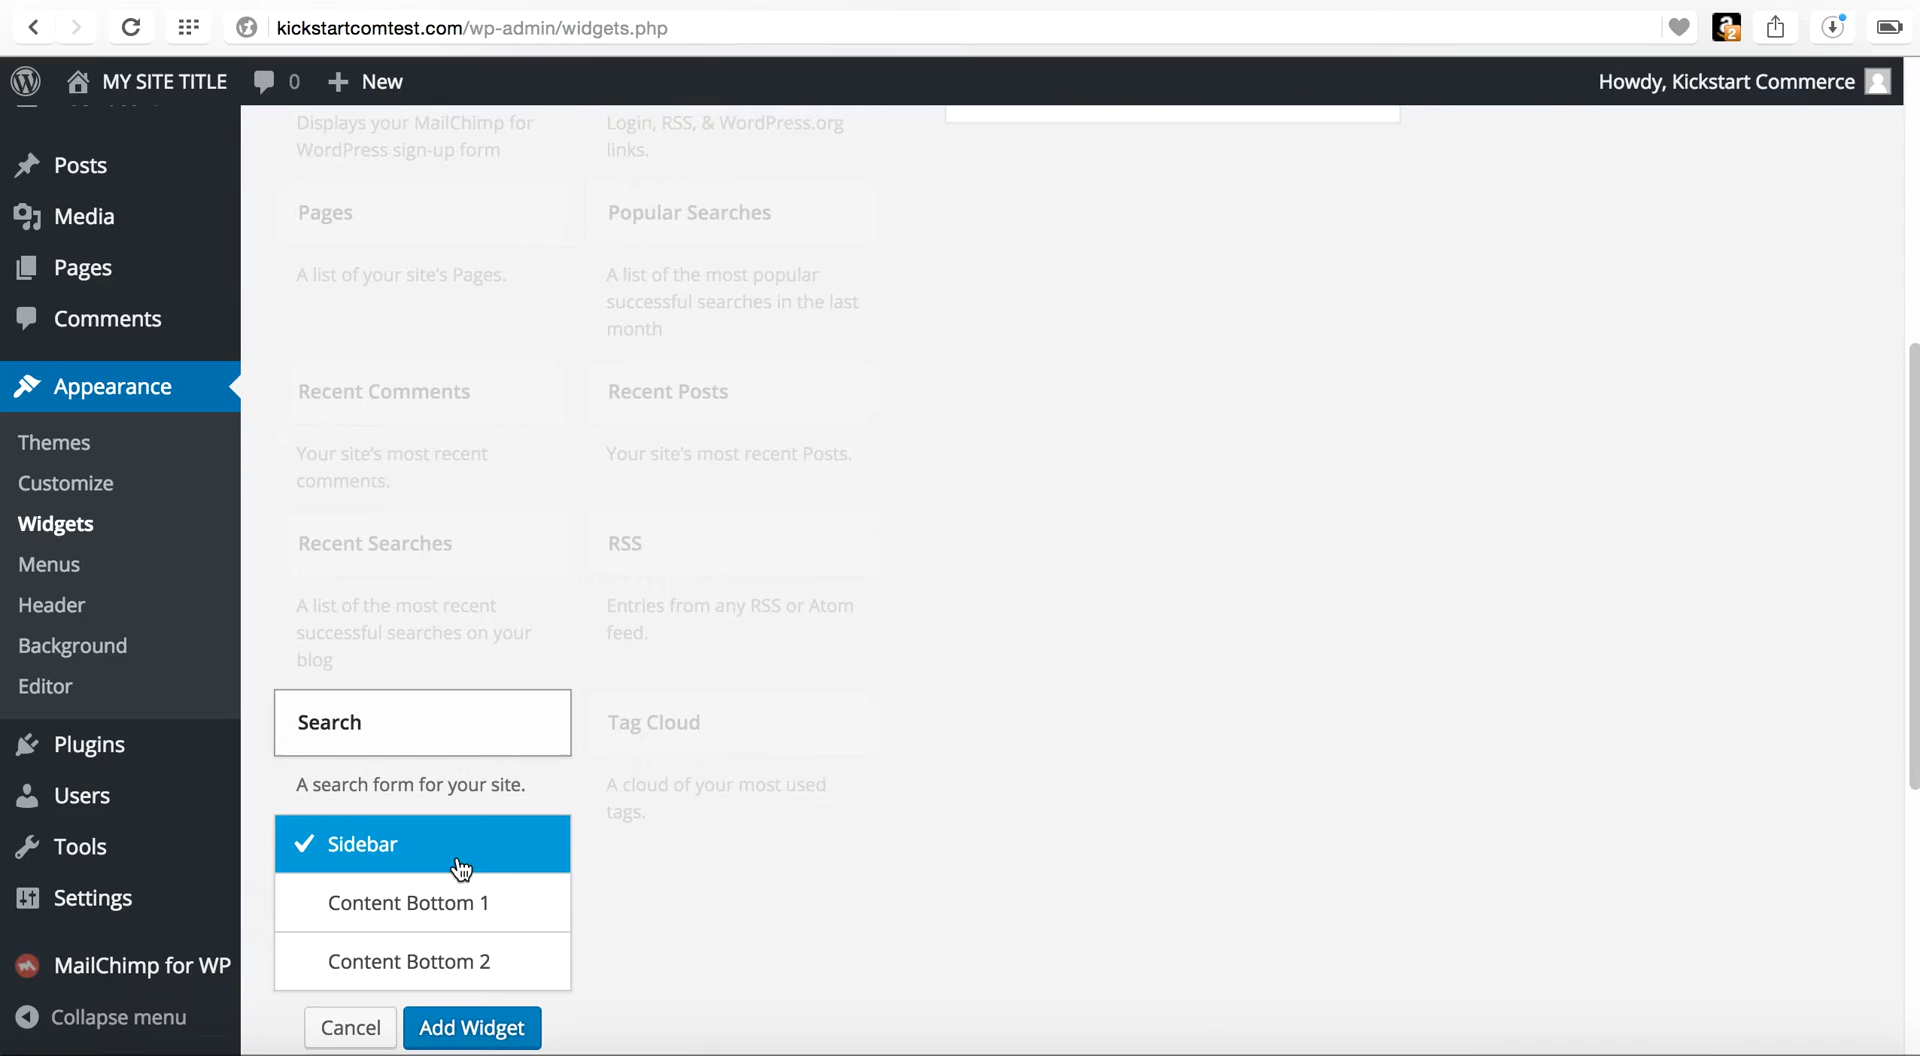 kickstartcomtest.com/wp-admin/widgets.php
2
MY SITE TITLE
0
New
Howdy, Kickstart Commerce
Posts
Media
Pages
Comments
Appearance
Themes
Customize
Widgets
Menus
Header
Background
Editor
Plugins
Users
Tools
Settings
MailChimp for WP
Collapse menu
Displays your MailChimp for
WordPress sign-up form
Login, RSS, & WordPress.org
links.
Pages
A list of your site's Pages.
Popular Searches
A list of the most popular
successful searches in the last
month
Recent Comments
Your site's most recent
comments.
Recent Posts
Your site's most recent Posts.
Recent Searches
A list of the most recent
successful searches on your
blog
RSS
Entries from any RSS or Atom
feed.
Search
A search form for your site.
Tag Cloud
A cloud of your most used
tags.
Sidebar
Content Bottom 1
Content Bottom 2
Cancel
Add Widget